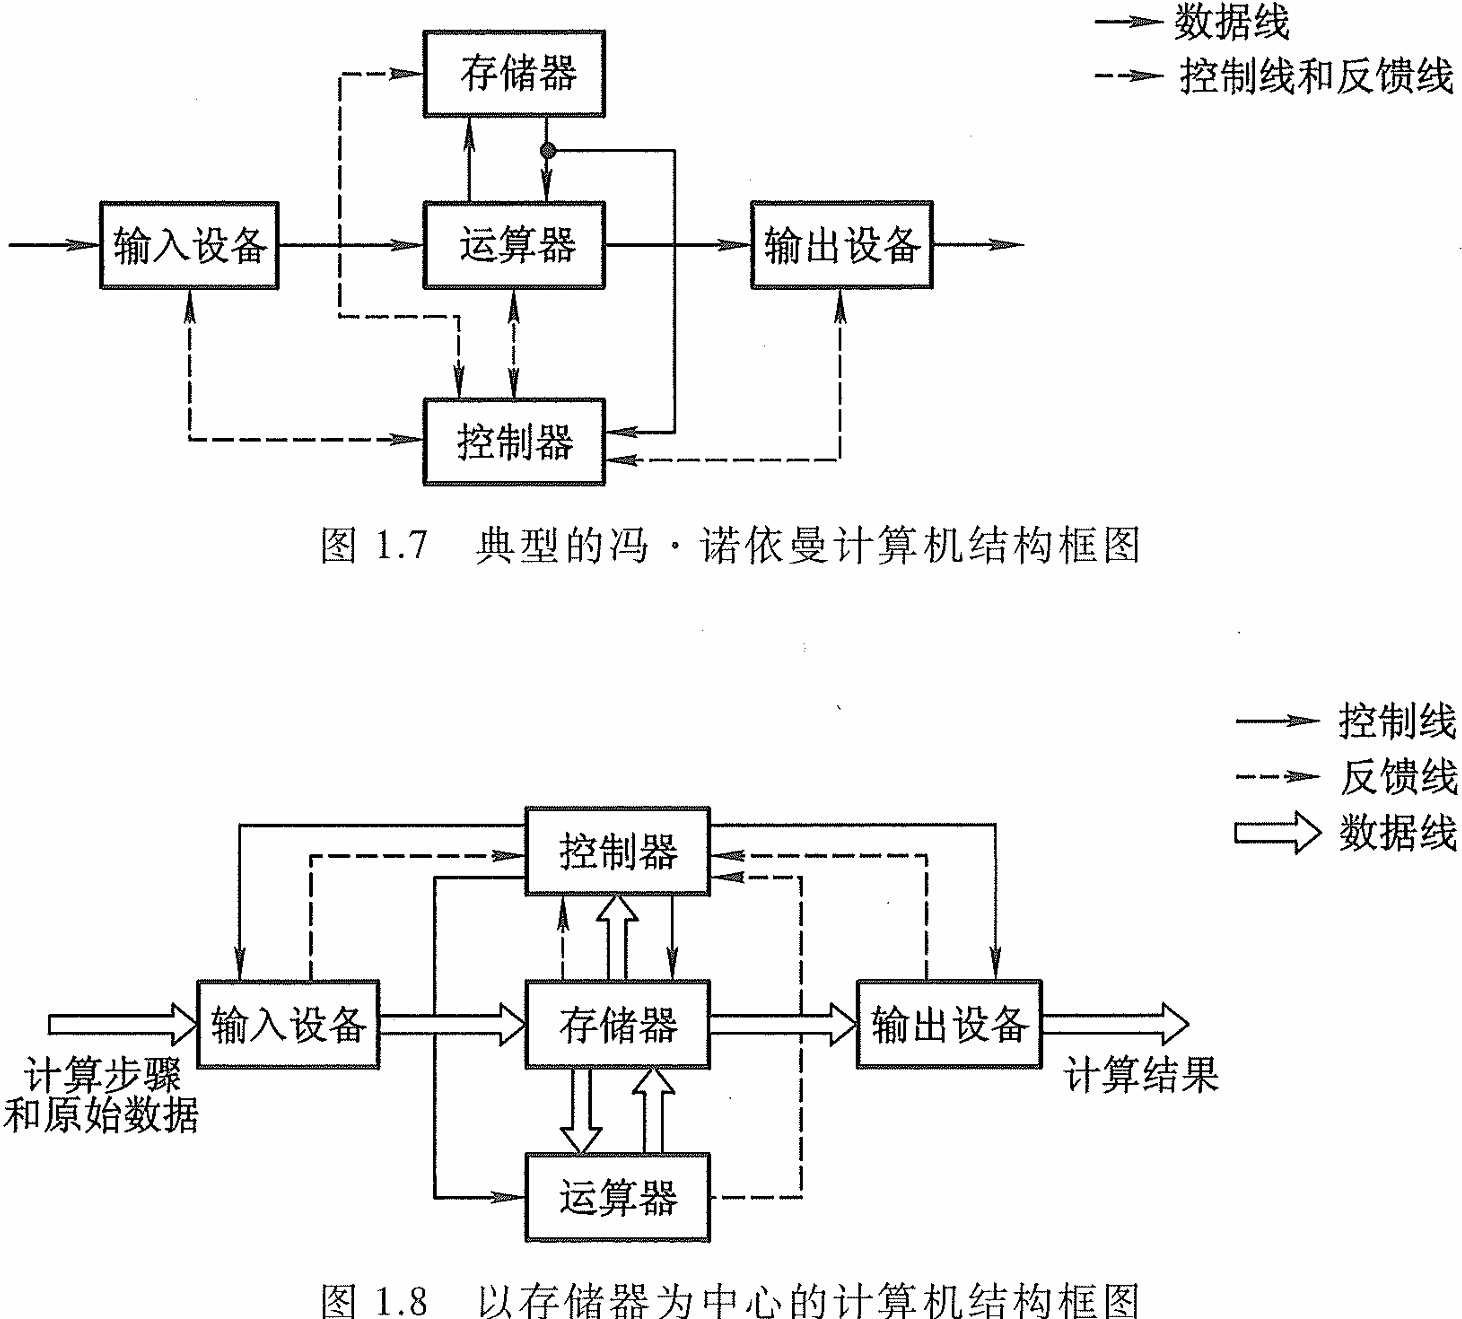 数据线
控制线和反馈线
存储器
输入设备
运算器
输出设备
控制器
图 1.7 典型的冯·诺依曼计算机结构框图
控制线
反馈线
数据线
控制器
输入设备
存储器
输出设备
计算步骤
和原始数据
计算结果
运算器
图 1.8 以存储器为中心的计算机结构框图